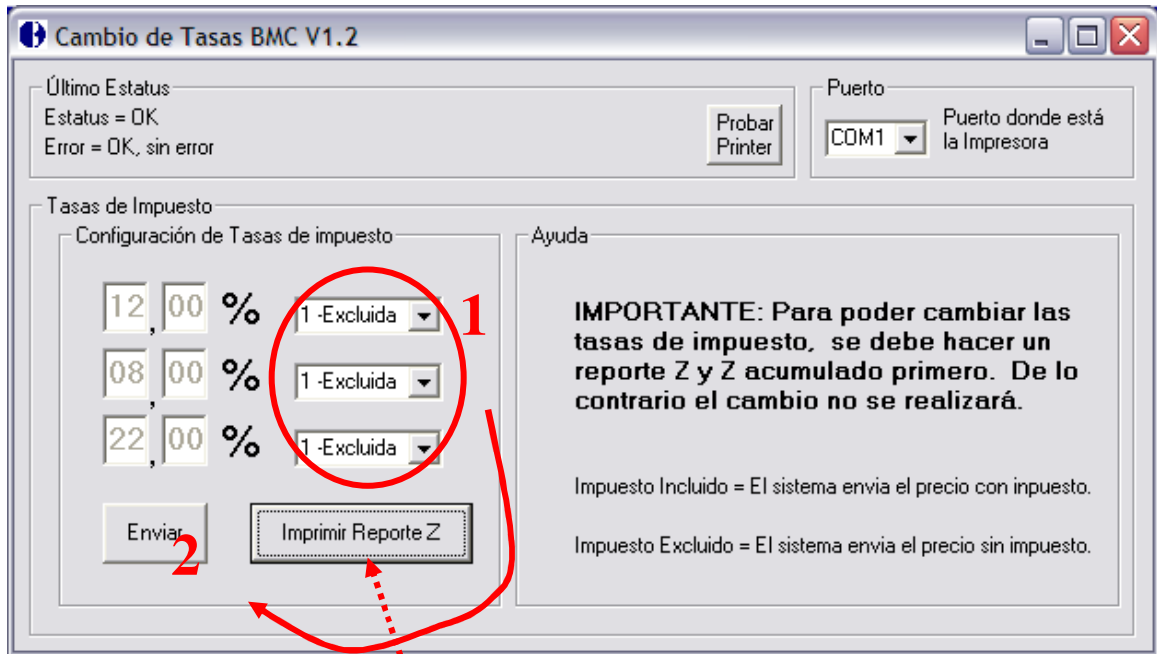 Cambio de Tasas BMC V1.2
Último Estatus
Estatus = OK
Error = OK, sin error
Probar
Printer
Puerto
COM1
Puerto donde está
la Impresora
Tasas de Impuesto
Configuración de Tasas de impuesto
12,00 % 1 -Excluida
08,00 % 1 -Excluida
22,00 % 1 -Excluida
1
Enviar
2
Imprimir Reporte Z
Ayuda
IMPORTANTE: Para poder cambiar las
tasas de impuesto, se debe hacer un
reporte Z y Z acumulado primero. De lo
contrario el cambio no se realizará.
Impuesto Incluido = El sistema envia el precio con inpuesto.
Impuesto Excluido = El sistema envia el precio sin impuesto.